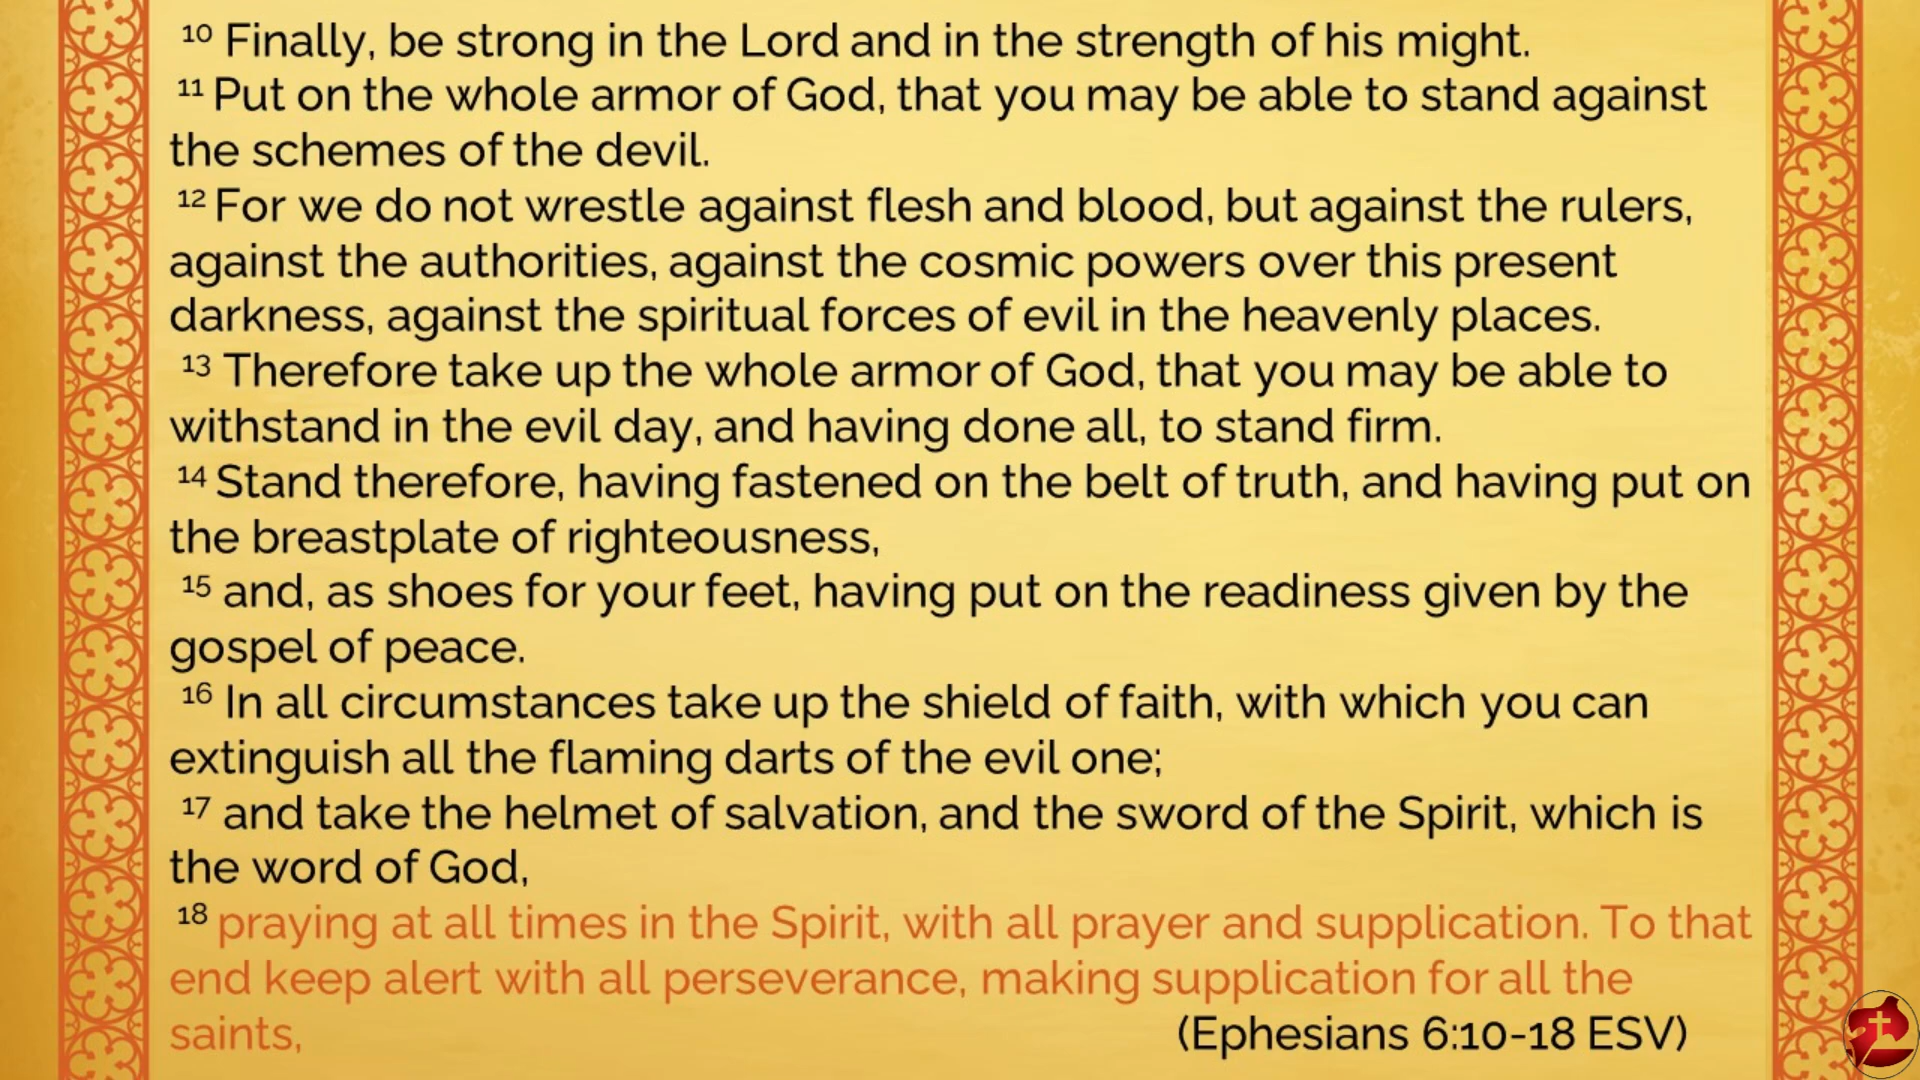 10 Finally, be strong in the Lord and in the strength of his might.
11 Put on the whole armor of God, that you may be able to stand against
the schemes of the devil.
12 For we do not wrestle against flesh and blood, but against the rulers,
against the authorities, against the cosmic powers over this present
darkness, against the spiritual forces of evil in the heavenly places.
13 Therefore take up the whole armor of God, that you may be able to
withstand in the evil day, and having done all, to stand firm.
14 Stand therefore, having fastened on the belt of truth, and having put on
the breastplate of righteousness,
15 and, as shoes for your feet, having put on the readiness given by the
gospel of peace.
16 In all circumstances take up the shield of faith, with which you can
extinguish all the flaming darts of the evil one;
17 and take the helmet of salvation, and the sword of the Spirit, which is
the word of God,
18 praying at all times in the Spirit, with all prayer and supplication. To that
end keep alert with all perseverance, making supplication for all the
saints, (Ephesians 6:10-18 ESV)